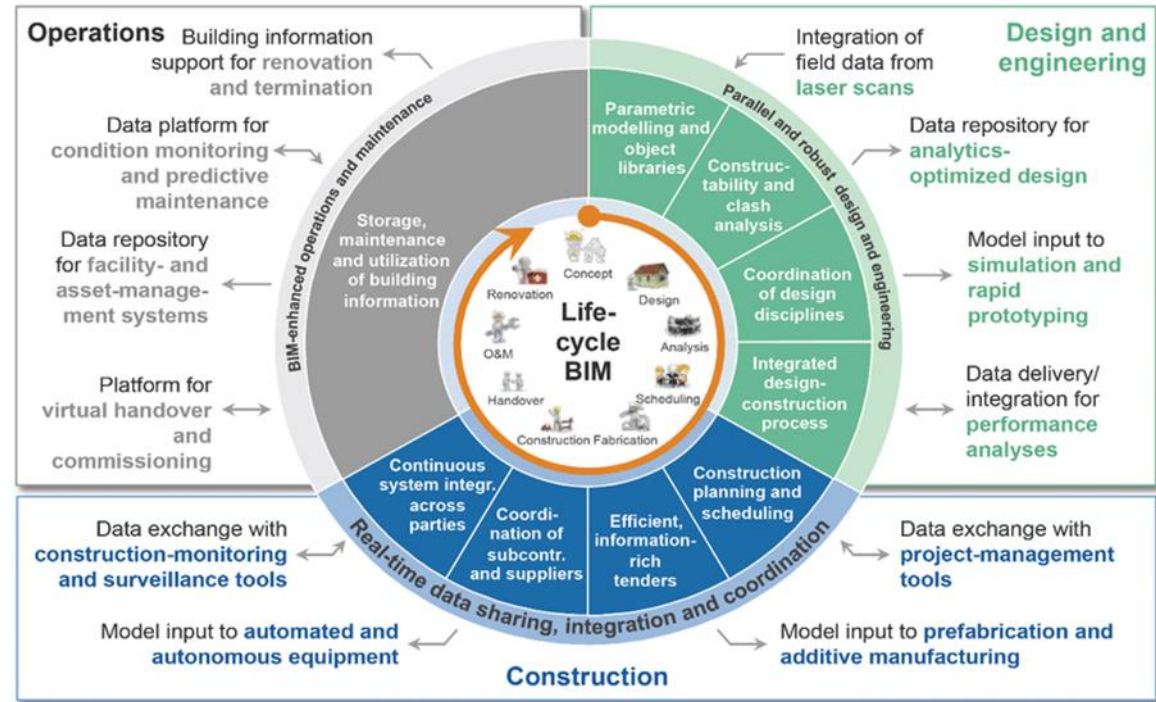 Operations
Building information
support for renovation
and termination
Data platform for
condition monitoring
and predictive
maintenance
Data repository
for facility- and
asset-manage-
ment systems
Platform for
virtual handover
and
commissioning
BIM-enhanced operations and maintenance
Storage,
maintenance
and utilization
of building
information
Design and
engineering
Integration of
field data from
laser scans
Data repository for
analytics-
optimized design
Model input to
simulation and
rapid
prototyping
Data delivery/
integration for
performance
analyses
Parallel and robust design and engineering
Parametric
modelling and
object
libraries
Construc-
tability and
clash
analysis
Coordination
of design
disciplines
Integrated
design-
construction
process
Life-
cycle
BIM
Concept
Design
Analysis
Scheduling
Fabrication
Construction
Handover
O&M
Renovation
Construction
planning and
scheduling
Efficient,
information-
rich
tenders
Coordi-
nation of
subcontr.
and suppliers
Continuous
system integr.
across
parties
Real-time data sharing, integration and coordination
Data exchange with
construction-monitoring
and surveillance tools
Model input to automated and
autonomous equipment
Data exchange with
project-management
tools
Model input to prefabrication and
additive manufacturing
Construction